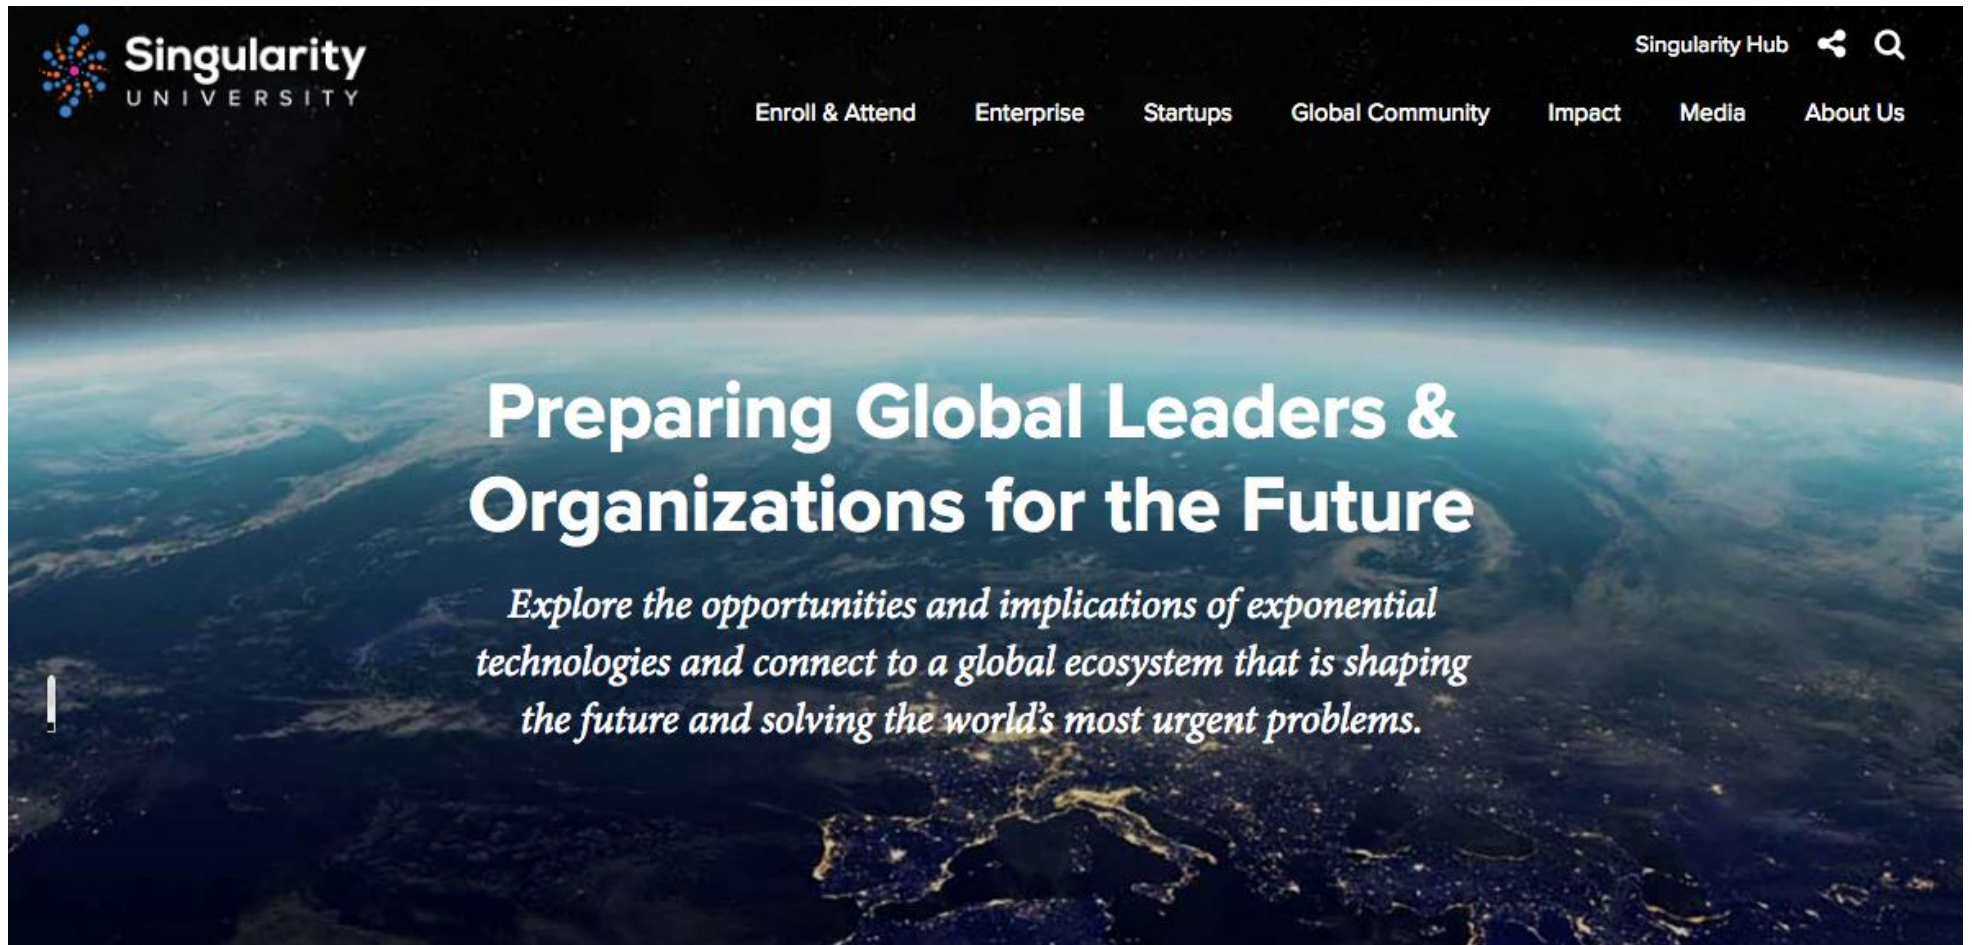 Singularity
UNIVERSITY
Singularity Hub
Enroll & Attend Enterprise Startups Global Community Impact Media About Us
Preparing Global Leaders &
Organizations for the Future
Explore the opportunities and implications of exponential
technologies and connect to a global ecosystem that is shaping
the future and solving the world's most urgent problems.